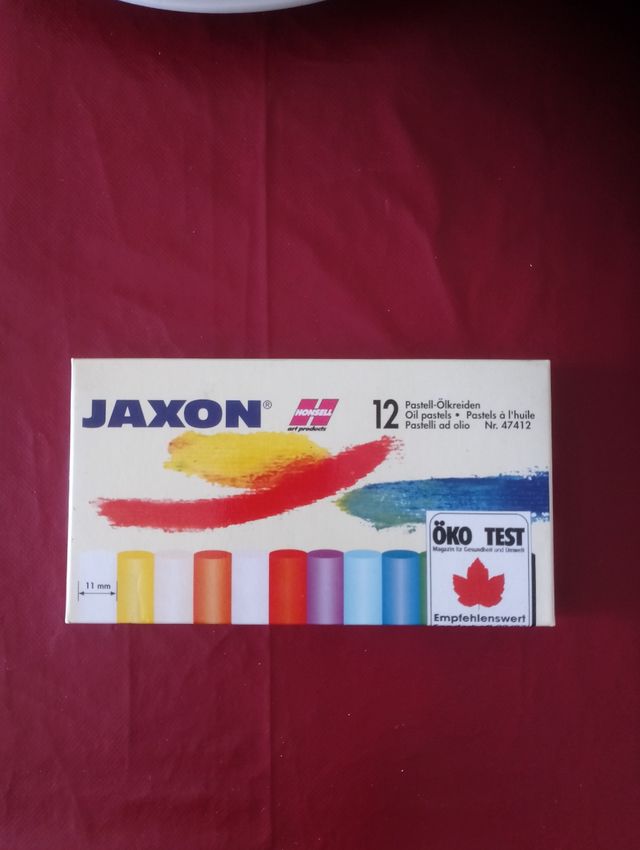 JAXON®
HONSELL
art products
12 Pastell-Ölkreiden
Oil pastels • Pastels à l'huile
Pastelli ad olio Nr. 47412
11 mm
ÖKO TEST
Magazin für Gesundheit und Umwelt
Empfehlenswert